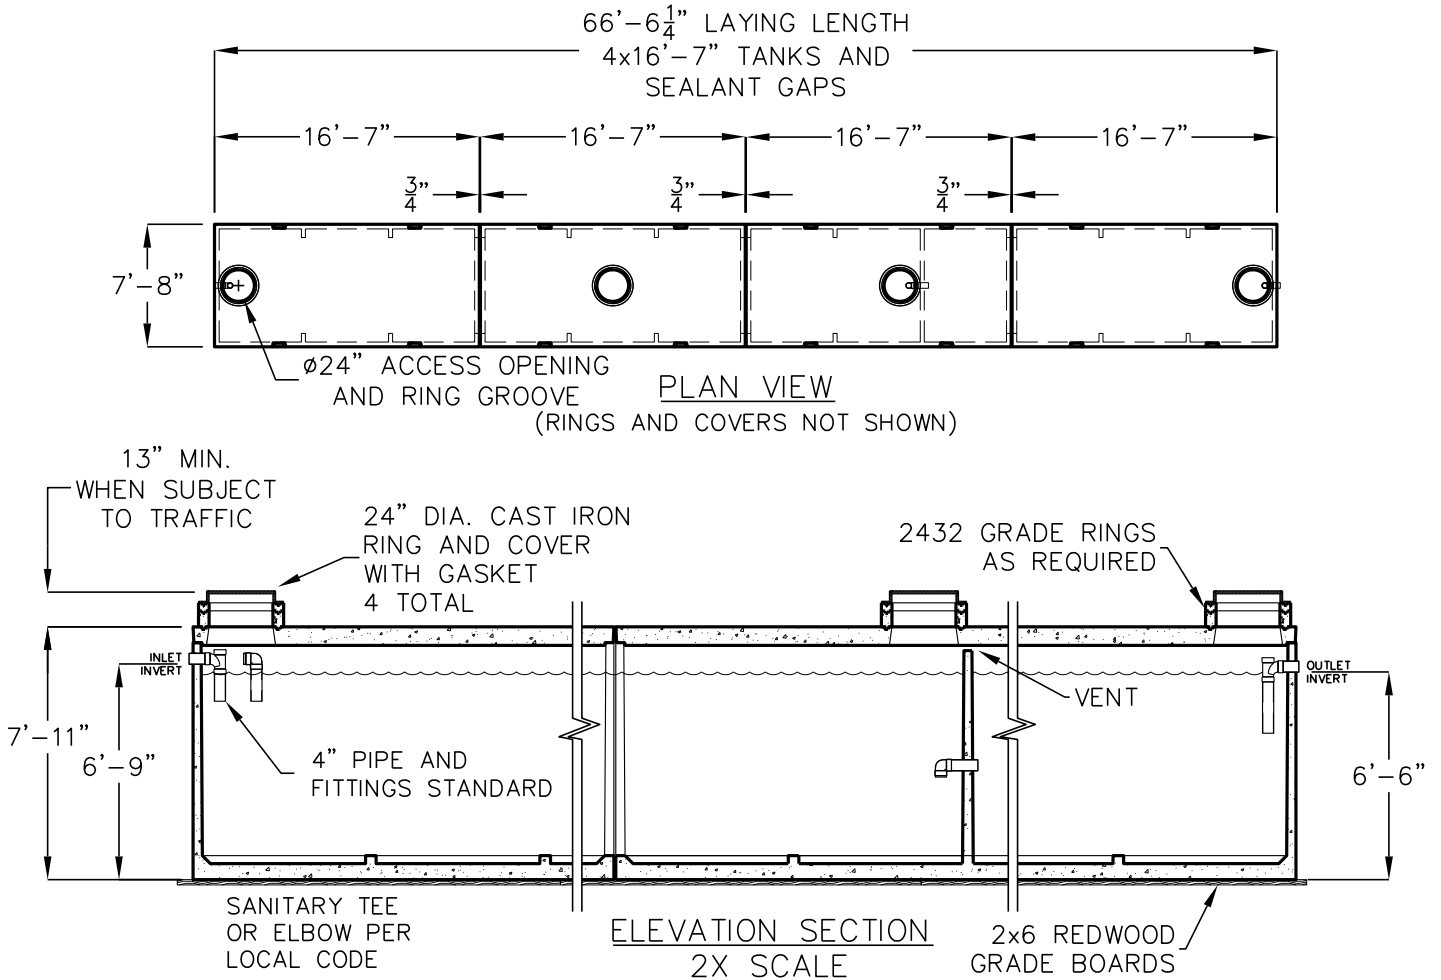 66'-6 1/4" LAYING LENGTH
4x16'-7" TANKS AND
SEALANT GAPS
16'-7"
16'-7"
16'-7"
16'-7"
3/4"
3/4"
3/4"
7'-8"
ø24" ACCESS OPENING
AND RING GROOVE
PLAN VIEW
(RINGS AND COVERS NOT SHOWN)
13" MIN.
WHEN SUBJECT
TO TRAFFIC
24" DIA. CAST IRON
RING AND COVER
WITH GASKET
4 TOTAL
2432 GRADE RINGS
AS REQUIRED
INLET
INVERT
OUTLET
INVERT
VENT
7'-11"
6'-9"
4" PIPE AND
FITTINGS STANDARD
6'-6"
SANITARY TEE
OR ELBOW PER
LOCAL CODE
ELEVATION SECTION
2X SCALE
2x6 REDWOOD
GRADE BOARDS